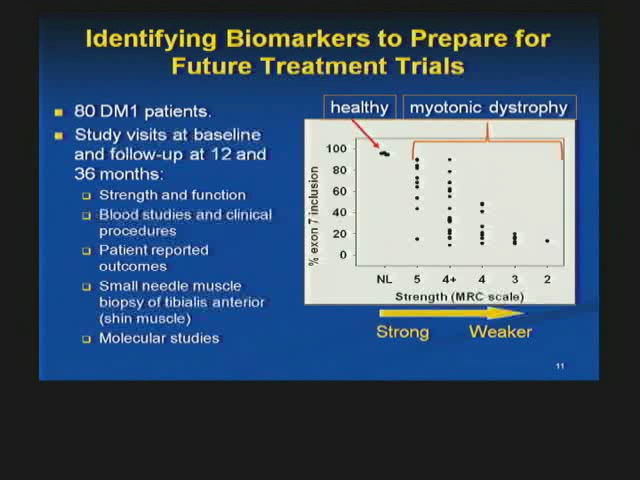 Identifying Biomarkers to Prepare for
Future Treatment Trials
80 DM1 patients.
Study visits at baseline
and follow-up at 12 and
36 months:
Strength and function
Blood studies and clinical
procedures
Patient reported
outcomes
Small needle muscle
biopsy of tibialis anterior
(shin muscle)
Molecular studies
healthy
myotonic dystrophy
% exon 7 inclusion
100
80
60
40
20
0
NL 5 4+ 4 3 2
Strength (MRC scale)
Strong Weaker
11